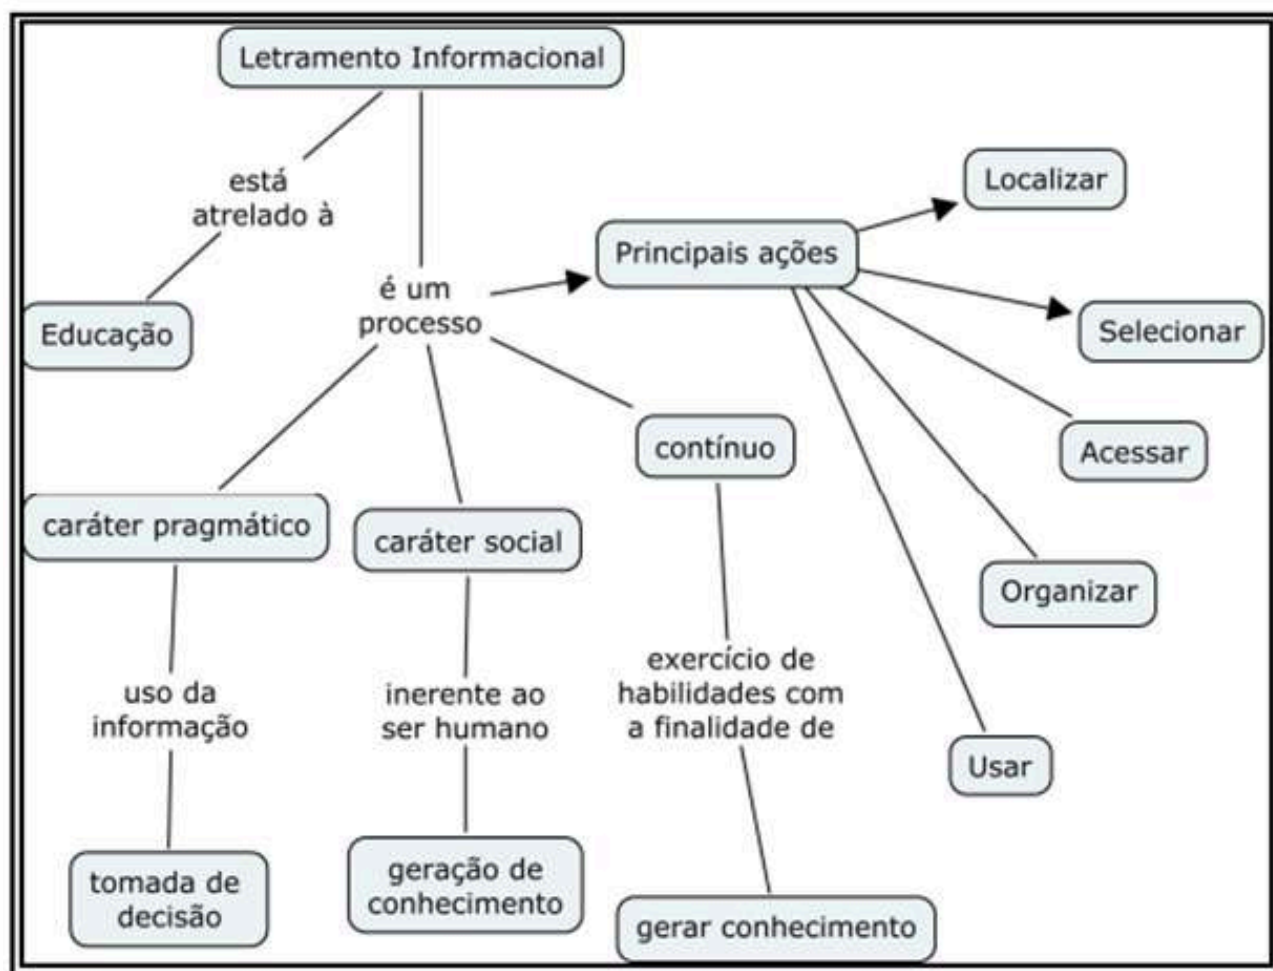 Letramento Informacional
está
atrelado à
Educação
é um
processo
Principais ações
Localizar
Selecionar
Acessar
Organizar
Usar
caráter pragmático
uso da
informação
tomada de
decisão
caráter social
inerente ao
ser humano
geração de
conhecimento
contínuo
exercício de
habilidades com
a finalidade de
gerar conhecimento